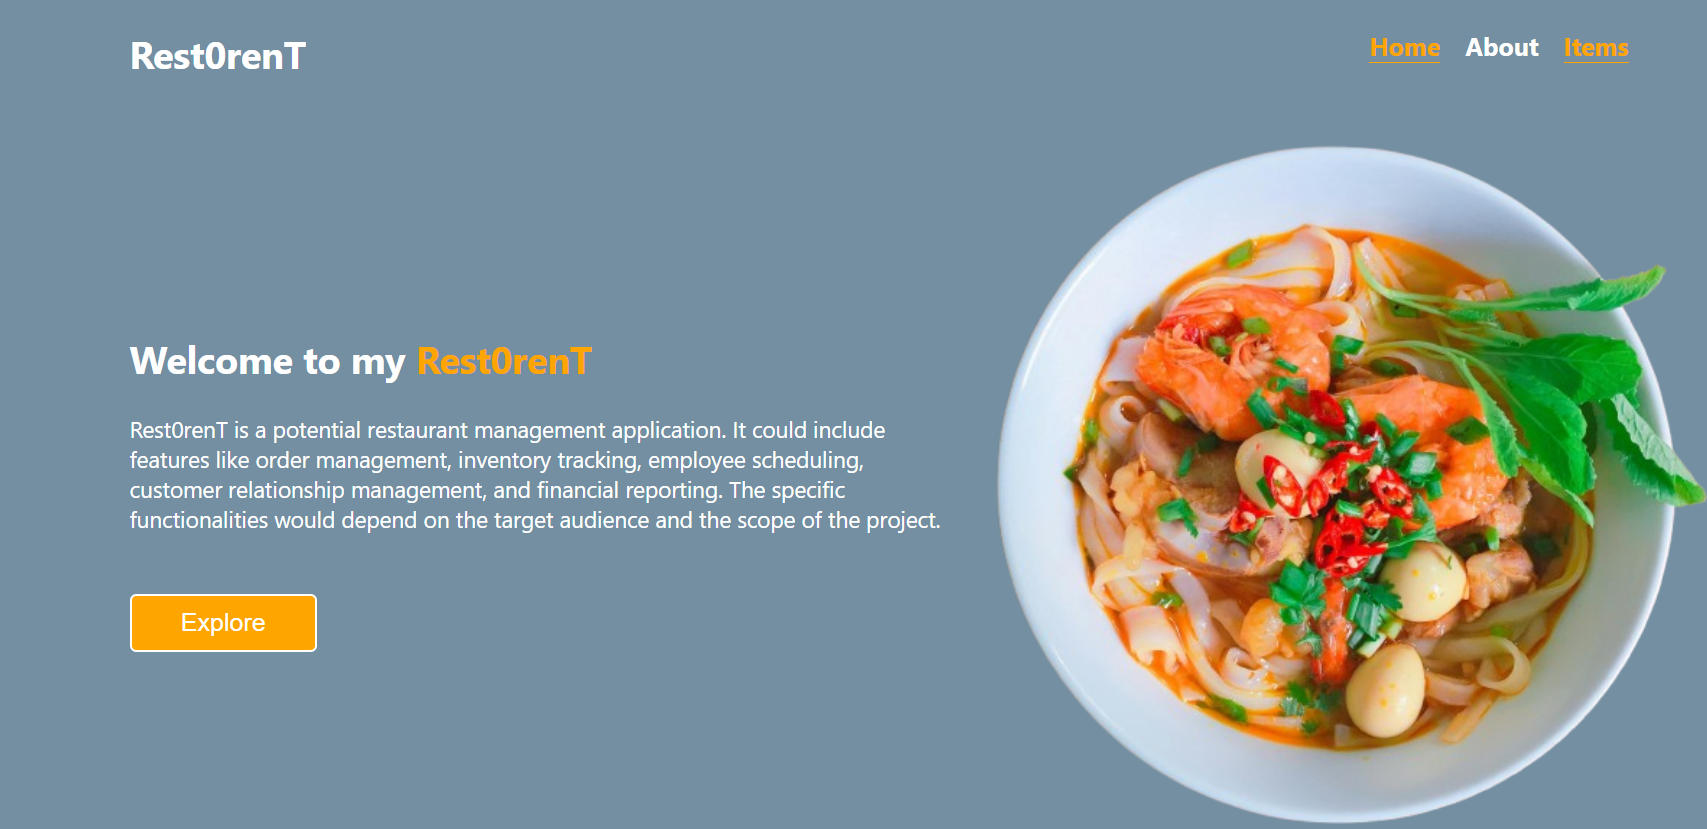 Rest0renT
Home About Items
Welcome to my Rest0renT
Rest0renT is a potential restaurant management application. It could include
features like order management, inventory tracking, employee scheduling,
customer relationship management, and financial reporting. The specific
functionalities would depend on the target audience and the scope of the project.
Explore